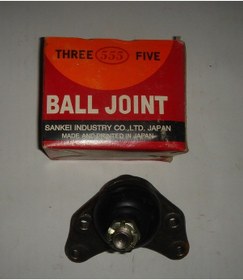 THREE 555 FIVE
BALL JOINT
SANKEI INDUSTRY CO.,LTD. JAPAN
MADE AND PRINTED IN JAPAN